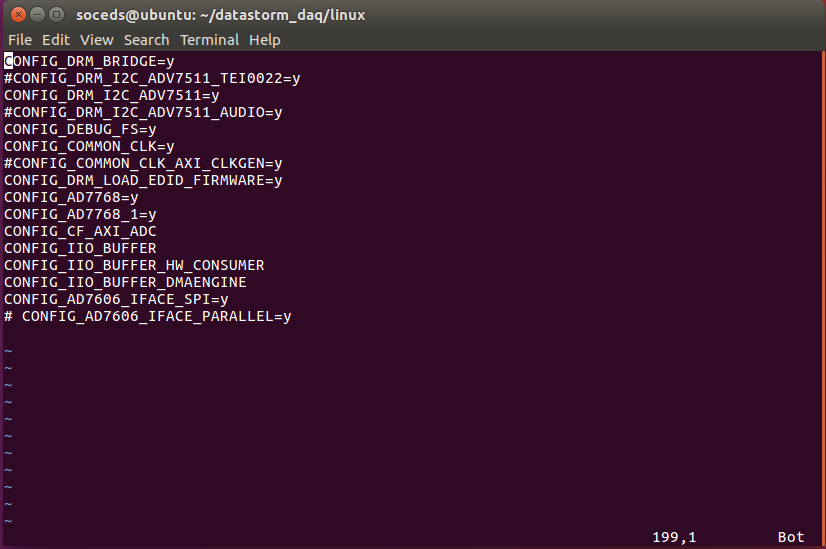 soceds@ubuntu: ~/datastorm_daq/linux
File Edit View Search Terminal Help
CONFIG_DRM_BRIDGE=y
#CONFIG_DRM_I2C_ADV7511_TEI0022=y
CONFIG_DRM_I2C_ADV7511=y
#CONFIG_DRM_I2C_ADV7511_AUDIO=y
CONFIG_DEBUG_FS=y
CONFIG_COMMON_CLK=y
#CONFIG_COMMON_CLK_AXI_CLKGEN=y
CONFIG_DRM_LOAD_EDID_FIRMWARE=y
CONFIG_AD7768=y
CONFIG_AD7768_1=y
CONFIG_CF_AXI_ADC
CONFIG_IIO_BUFFER
CONFIG_IIO_BUFFER_HW_CONSUMER
CONFIG_IIO_BUFFER_DMAENGINE
CONFIG_AD7606_IFACE_SPI=y
# CONFIG_AD7606_IFACE_PARALLEL=y
~
~
~
~
~
~
~
~
~
~
~
199,1 Bot